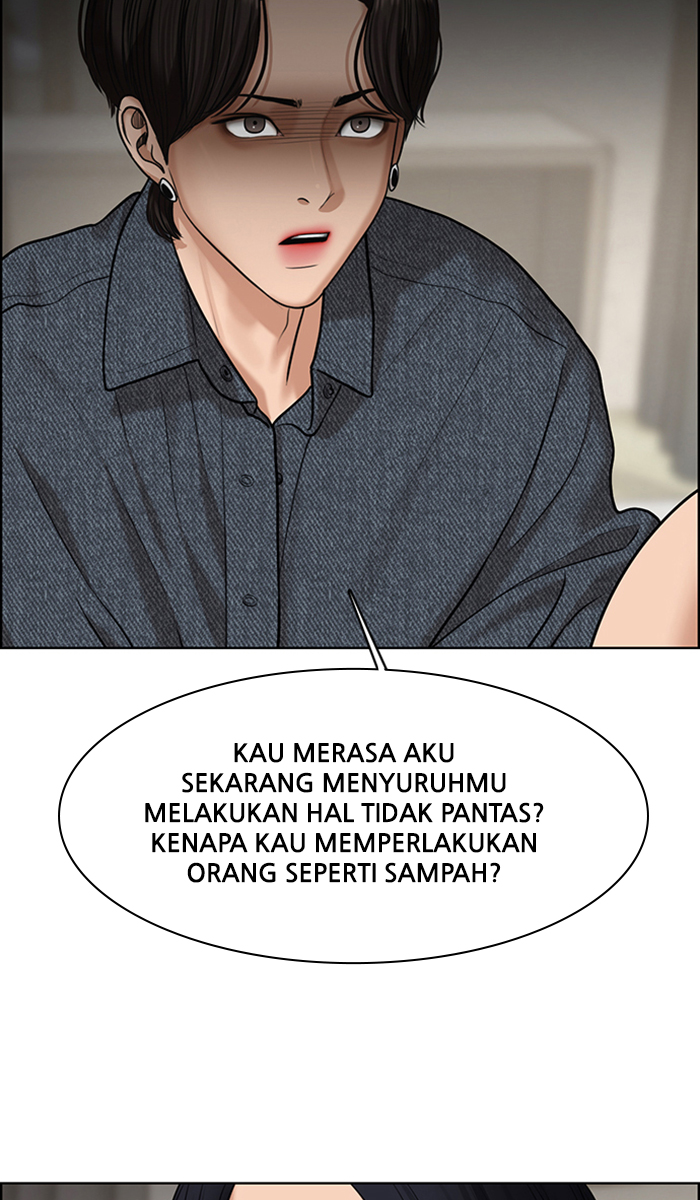 KAU MERASA AKU
SEKARANG MENYURUHMU
MELAKUKAN HAL TIDAK PANTAS?
KENAPA KAU MEMPERLAKUKAN
ORANG SEPERTI SAMPAH?